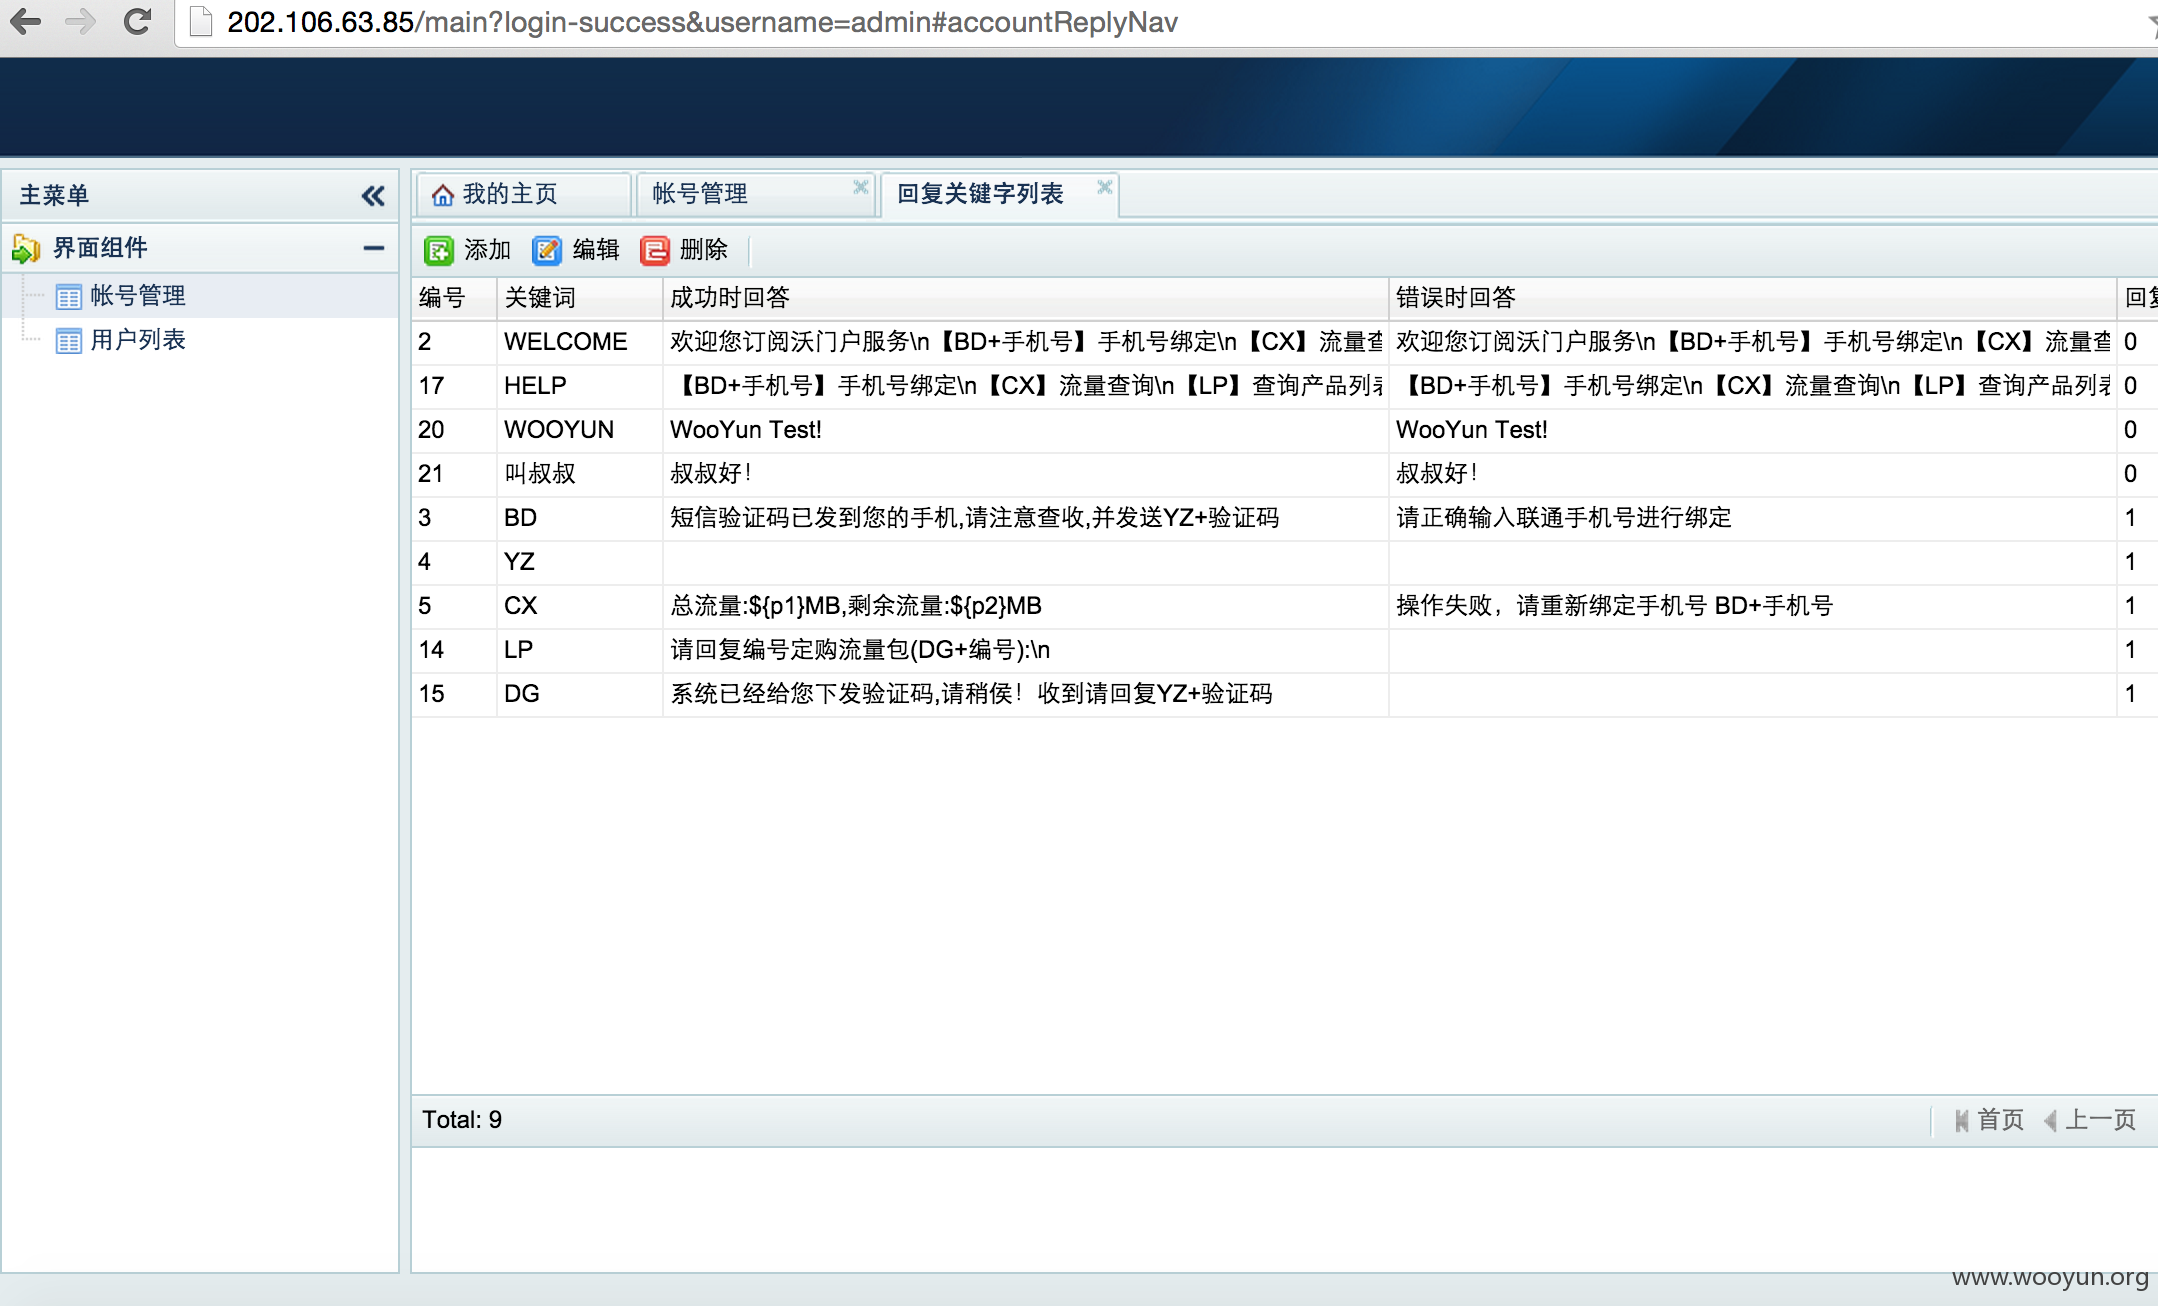 202.106.63.85/main?login-success&username=admin#accountReplyNav
主菜单
我的主页 帐号管理 回复关键字列表
界面组件
添加 编辑 删除
帐号管理
用户列表
编号 关键词 成功时回答 错误时回答 回复
2 WELCOME 欢迎您订阅沃门户服务\n【BD+手机号】手机号绑定\n【CX】流量查 欢迎您订阅沃门户服务\n【BD+手机号】手机号绑定\n【CX】流量查 0
17 HELP 【BD+手机号】手机号绑定\n【CX】流量查询\n【LP】查询产品列表 【BD+手机号】手机号绑定\n【CX】流量查询\n【LP】查询产品列表 0
20 WOOYUN WooYun Test! WooYun Test! 0
21 叫叔叔 叔叔好! 叔叔好! 0
3 BD 短信验证码已发到您的手机,请注意查收,并发送YZ+验证码 请正确输入联通手机号进行绑定 1
4 YZ 1
5 CX 总流量:${p1}MB,剩余流量:${p2}MB 操作失败，请重新绑定手机号 BD+手机号 1
14 LP 请回复编号定购流量包(DG+编号):\n 1
15 DG 系统已经给您下发验证码,请稍侯！收到请回复YZ+验证码 1
Total: 9 首页 上一页
www.wooyun.org